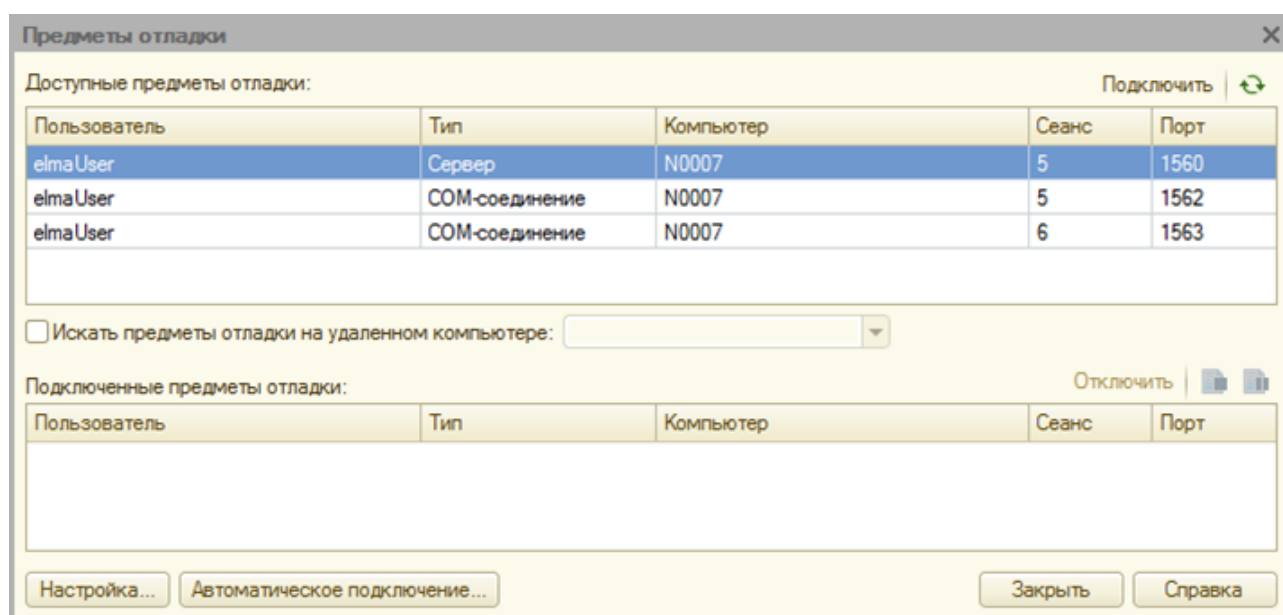 Предметы отладки
Доступные предметы отладки: Подключить
Пользователь Тип Компьютер Сеанс Порт
elmaUser Сервер N0007 5 1560
elmaUser COM-соединение N0007 5 1562
elmaUser COM-соединение N0007 6 1563
Искать предметы отладки на удаленном компьютере:
Подключенные предметы отладки: Отключить
Пользователь Тип Компьютер Сеанс Порт
Настройка... Автоматическое подключение... Закрыть Справка